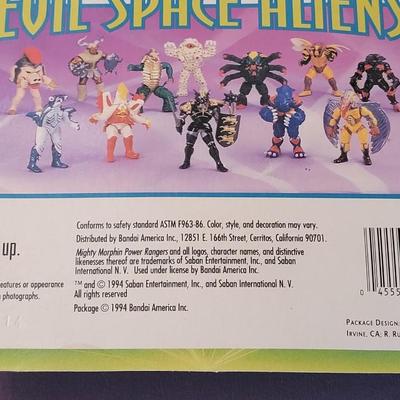 EVIL SPACE ALIENS
Conforms to safety standard ASTM F963-86. Color, style, and decoration may vary.
Distributed by Bandai America Inc., 12851 E. 166th Street, Cerritos, California 90701.
up.
Mighty Morphin Power Rangers and all logos, character names, and distinctive
likenesses thereof are trademarks of Saban Entertainment, Inc., and Saban
International N. V. Used under license by Bandai America Inc.
features or appearance
photographs.
™ and © 1994 Saban Entertainment, Inc., and Saban International N. V.
All rights reserved
Package © 1994 Bandai America Inc.
0 4555
PACKAGE DESIGN:
IRVINE, CA; R. RU